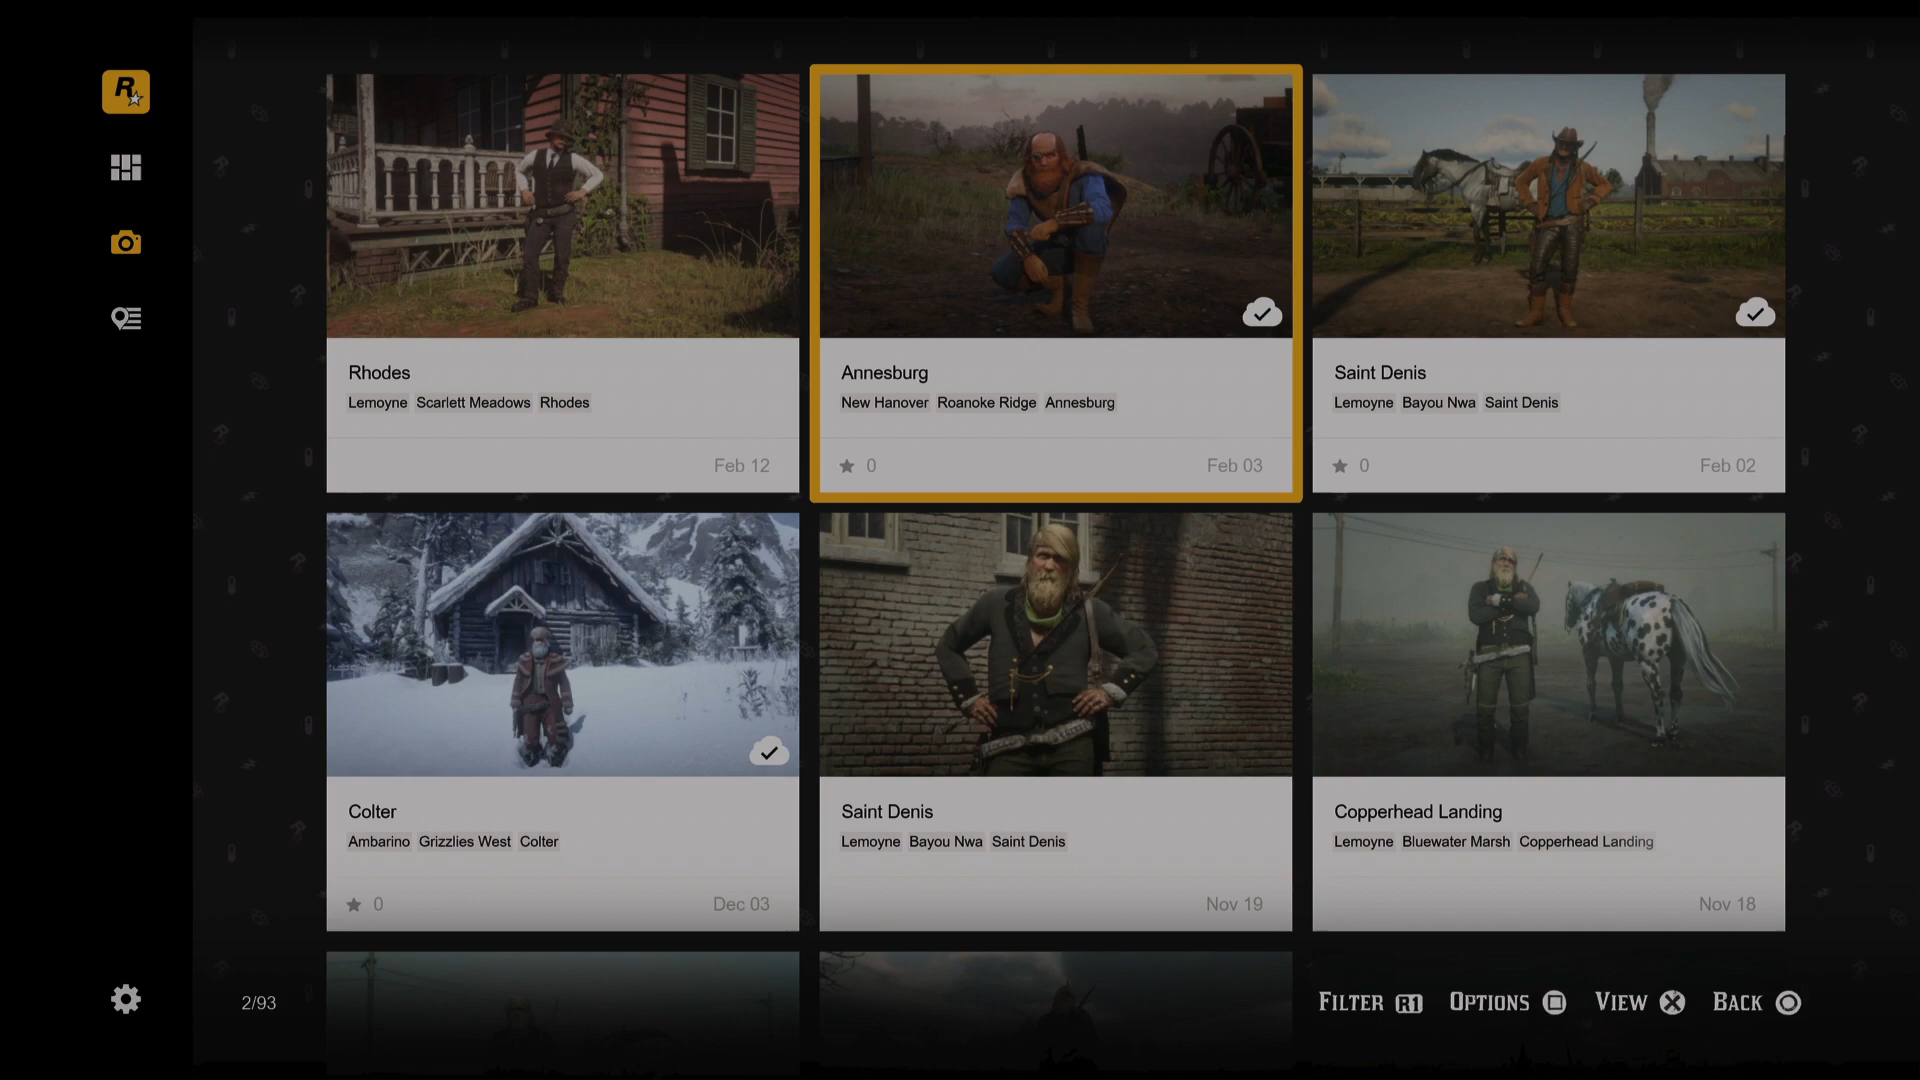 R
Rhodes
Lemoyne Scarlett Meadows Rhodes
Feb 12
Annesburg
New Hanover Roanoke Ridge Annesburg
0 Feb 03
Saint Denis
Lemoyne Bayou Nwa Saint Denis
0 Feb 02
Colter
Ambarino Grizzlies West Colter
0 Dec 03
Saint Denis
Lemoyne Bayou Nwa Saint Denis
Nov 19
Copperhead Landing
Lemoyne Bluewater Marsh Copperhead Landing
Nov 18
2/93
FILTER R1 OPTIONS VIEW BACK